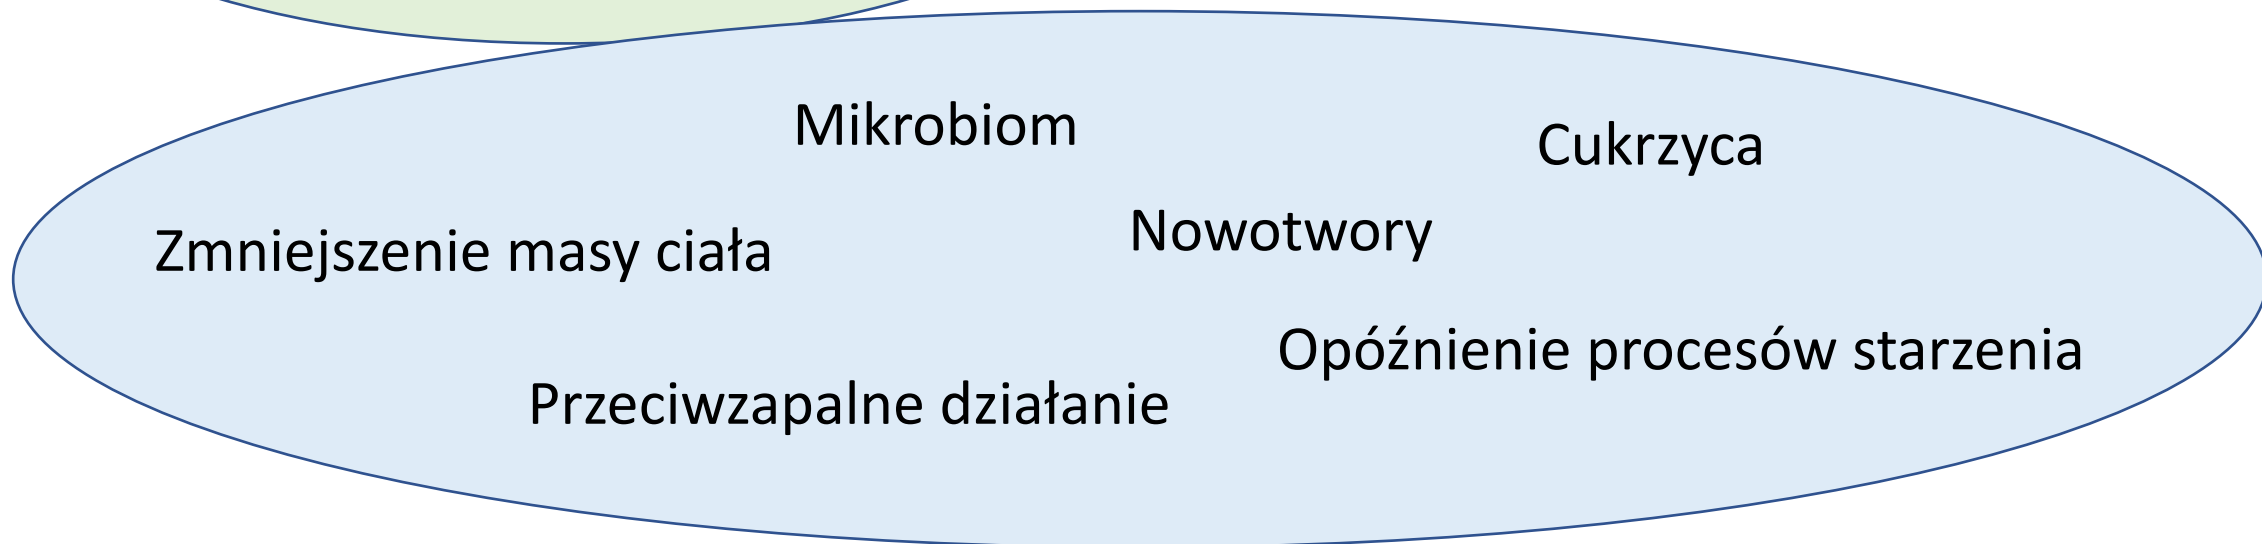 Mikrobiom
Cukrzyca
Nowotwory
Zmniejszenie masy ciała
Opóźnienie procesów starzenia
Przeciwzapalne działanie